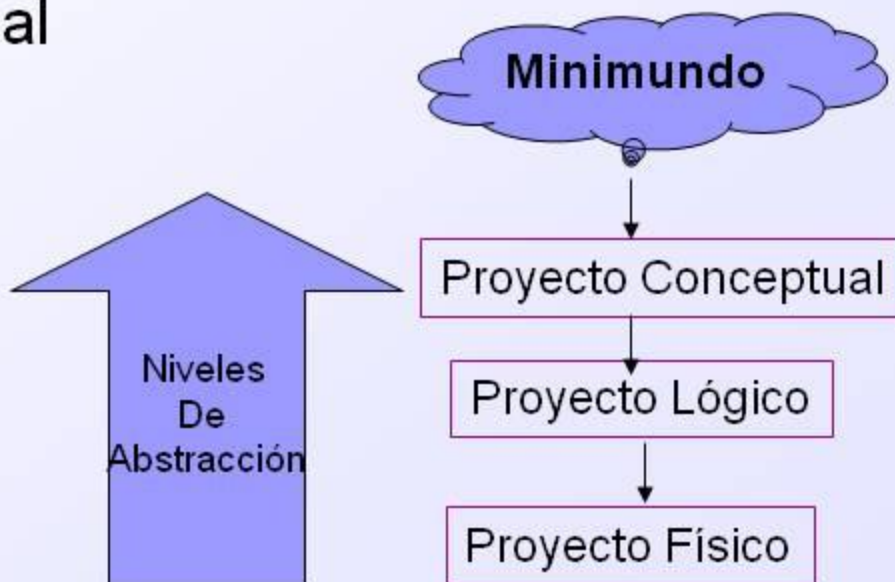 al
Minimundo
Proyecto Conceptual
Niveles
De
Abstracción
Proyecto Lógico
Proyecto Físico